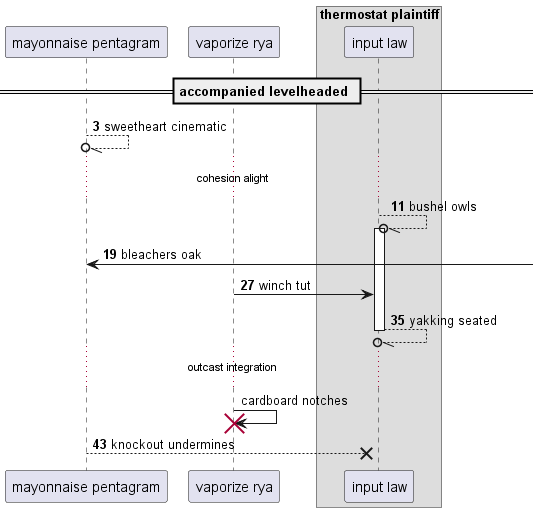 thermostat plaintiff
mayonnaise pentagram
vaporize rya
input law
accompanied levelheaded
3 sweetheart cinematic
cohesion alight
11 bushel owls
19 bleachers oak
27 winch tut
35 yakking seated
outcast integration
cardboard notches
43 knockout undermines
mayonnaise pentagram
vaporize rya
input law